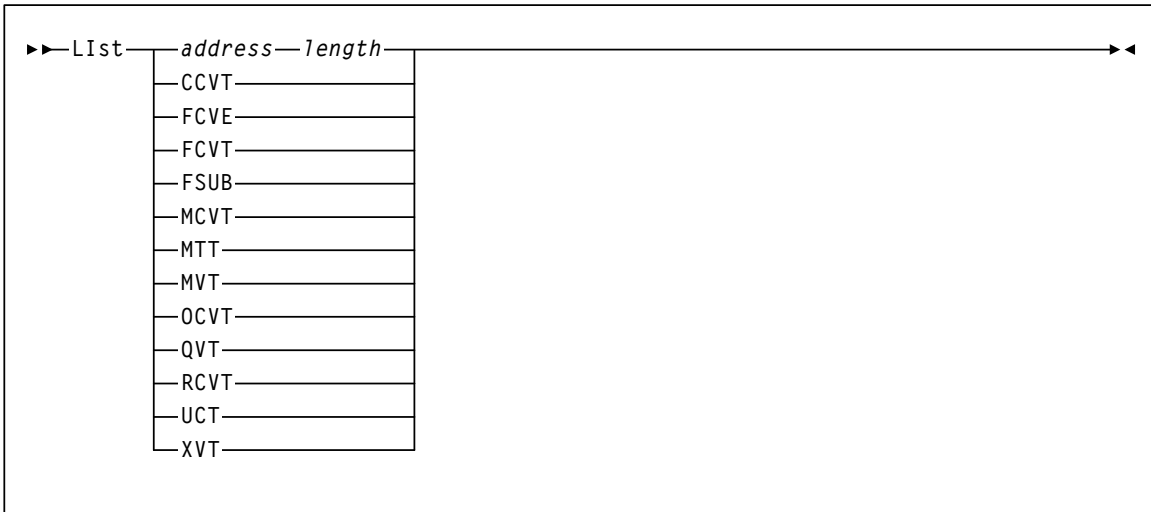 LIst address length
CCVT
FCVE
FCVT
FSUB
MCVT
MTT
MVT
OCVT
QVT
RCVT
UCT
XVT